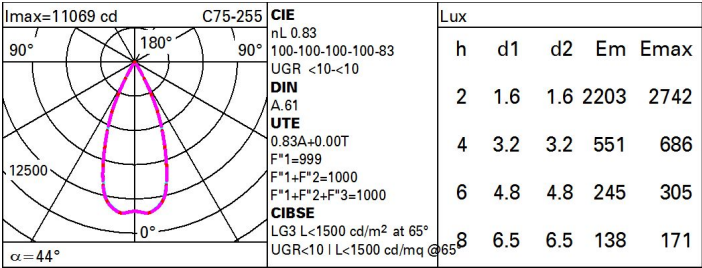 Imax=11069 cd C75-255
90° 180° 90°
12500
0°
α=44°
CIE
nL 0.83
100-100-100-100-83
UGR <10-<10
DIN
A.61
UTE
0.83A+0.00T
F"1=999
F"1+F"2=1000
F"1+F"2+F"3=1000
CIBSE
LG3 L<1500 cd/m² at 65°
UGR<10 | L<1500 cd/mq @65°
Lux
h d1 d2 Em Emax
2 1.6 1.6 2203 2742
4 3.2 3.2 551 686
6 4.8 4.8 245 305
8 6.5 6.5 138 171